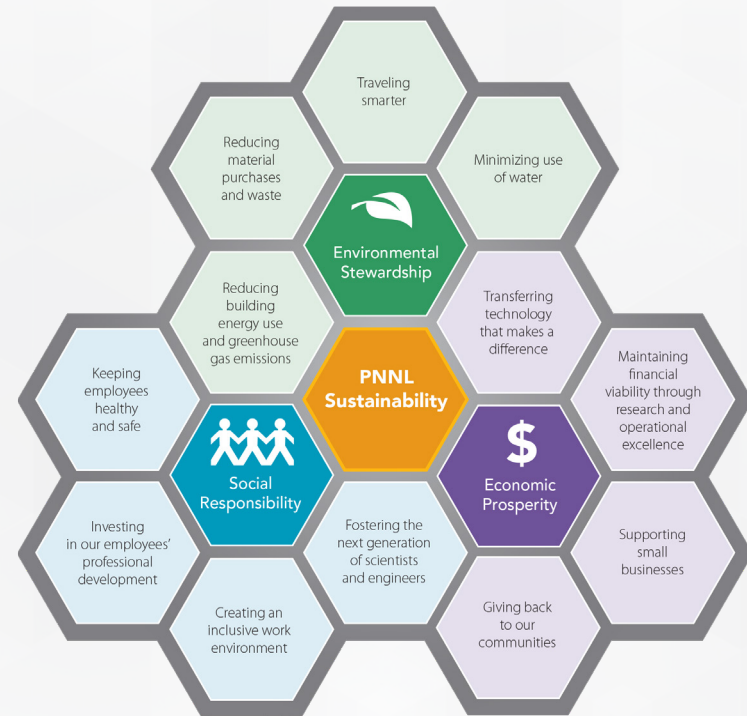 Traveling
smarter
Reducing
material
purchases
and waste
Minimizing use
of water
Environmental
Stewardship
Reducing
building
energy use
and greenhouse
gas emissions
Transferring
technology
that makes a
difference
Keeping
employees
healthy
and safe
PNNL
Sustainability
Maintaining
financial
viability through
research and
operational
excellence
Social
Responsibility
$
Economic
Prosperity
Investing
in our employees’
professional
development
Fostering the
next generation
of scientists
and engineers
Supporting
small
businesses
Creating an
inclusive work
environment
Giving back
to our
communities